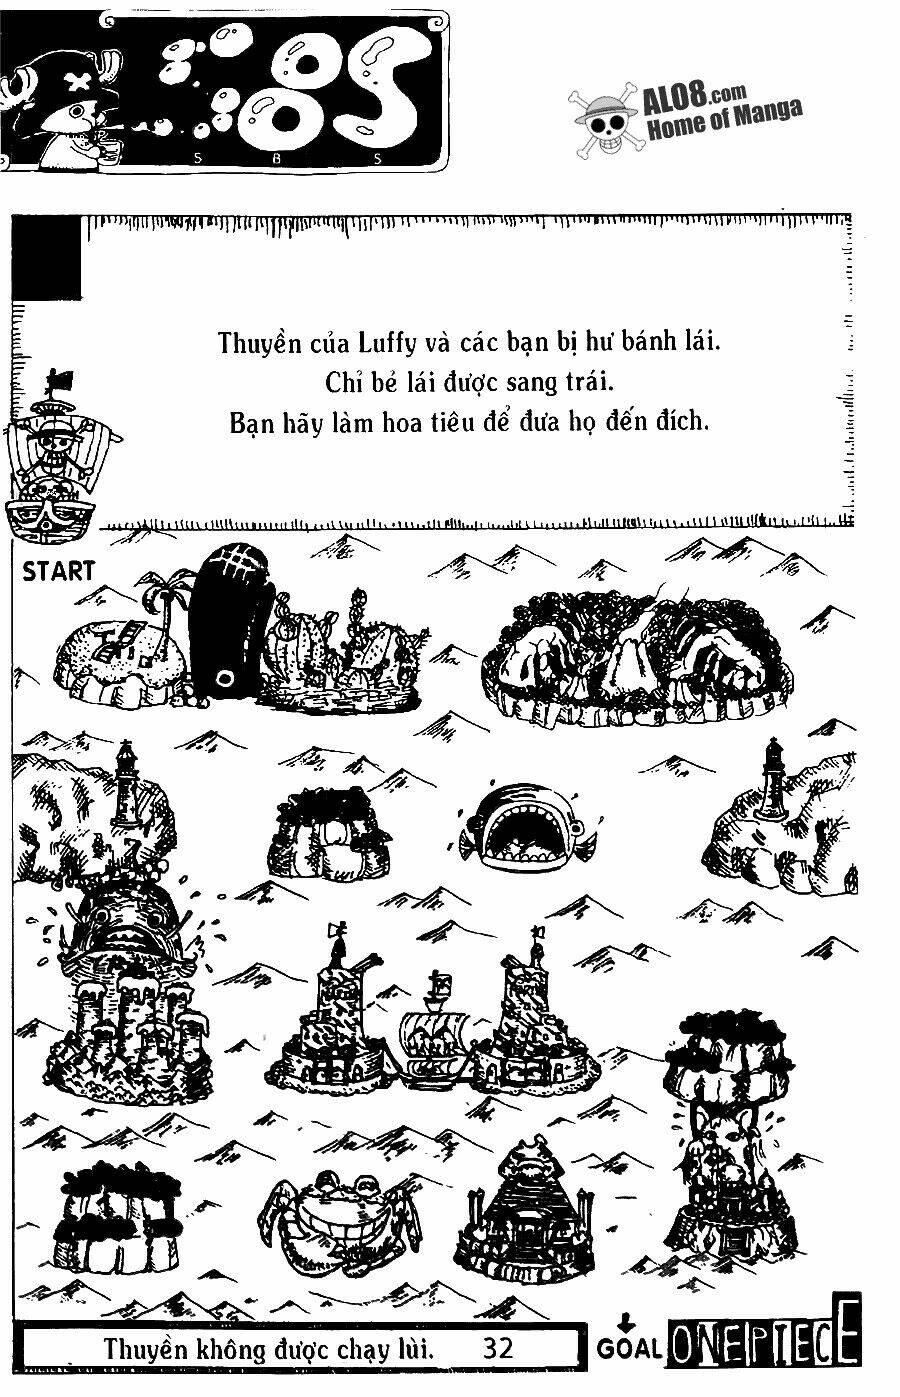 S B S
AL08.com
Home of Manga
Thuyền của Luffy và các bạn bị hư bánh lái.
Chỉ bẻ lái được sang trái.
Bạn hãy làm hoa tiêu để đưa họ đến đích.
START
Thuyền không được chạy lùi. 32
GOAL
ONE PIECE